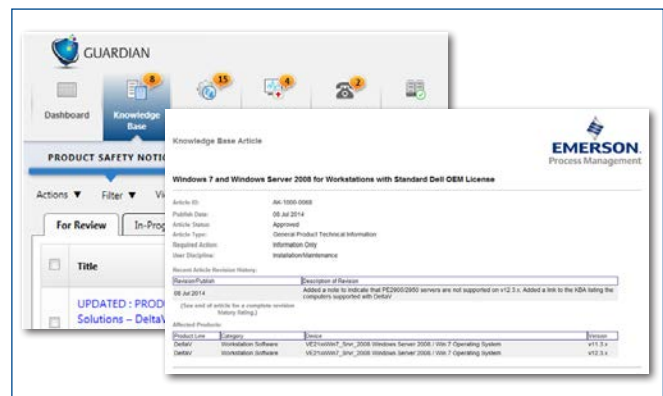 GUARDIAN
8
15
4
2
Dashboard
Knowledge
Base
PRODUCT SAFETY NOTI
Actions ▼ Filter ▼ Vi
For Review In-Prog
Title
UPDATED : PROD
Solutions – DeltaV
EMERSON
Process Management
Knowledge Base Article
Windows 7 and Windows Server 2008 for Workstations with Standard Dell OEM License
Article ID: AK-1000-0068
Publish Date: 08 Jul 2014
Article Status: Approved
Article Type: General Product Technical Information
Required Action: Information Only
User Discipline: Installation/Maintenance
Recent Article Revision History:
Revision/Publish Description of Revision
08 Jul 2014 Added a note to indicate that PE2900/2950 servers are not supported on v12.3.x. Added a link to the KBA listing the
computers supported with DeltaV
(See end of article for a complete revision
history listing.)
Affected Products:
Product Line Category Device Version
DeltaV Workstation Software Windows Server 2008 / Win 7 Operating System v11.3.x
DeltaV Workstation Software Windows Server 2008 / Win 7 Operating System v12.3.x